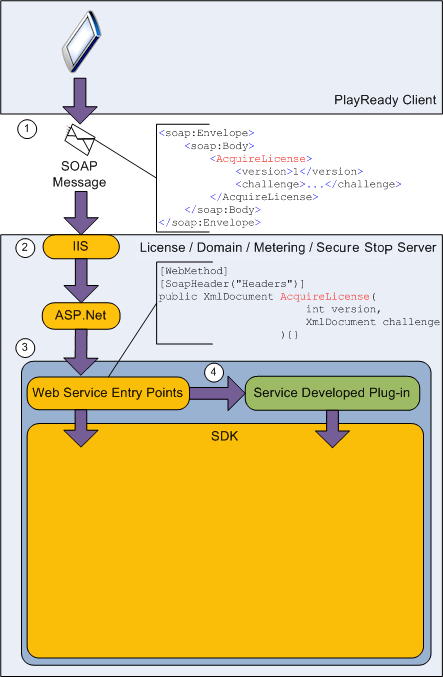 PlayReady Client
1
SOAP
Message
<soap:Envelope>
<soap:Body>
<AcquireLicense>
<version>1</version>
<challenge>...</challenge>
</AcquireLicense>
</soap:Body>
</soap:Envelope>
2
IIS
License / Domain / Metering / Secure Stop Server
[WebMethod]
[SoapHeader("Headers")]
public XmlDocument AcquireLicense(
int version,
XmlDocument challenge
){}
ASP.Net
3
4
Web Service Entry Points
Service Developed Plug-in
SDK